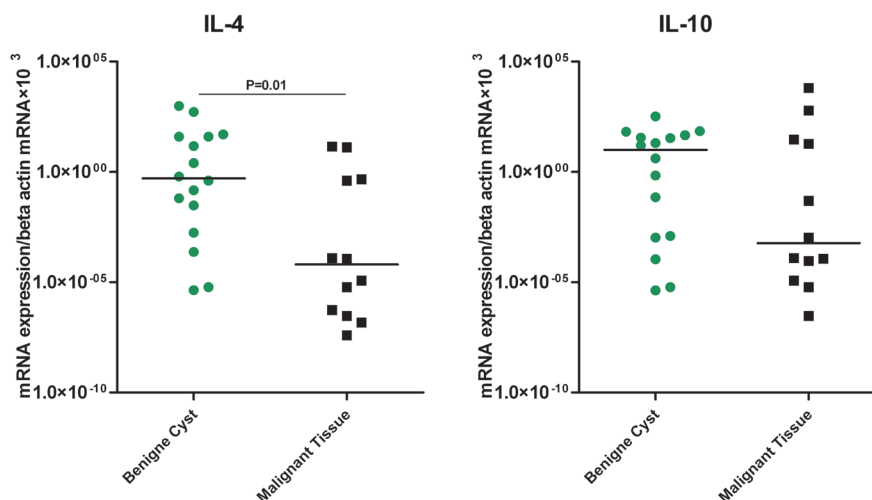 IL-4
mRNA expression/beta actin mRNA×10 3
1.0×10 05
1.0×10 00
1.0×10 -05
1.0×10 -10
P=0.01
Benigne Cyst
Malignant Tissue
IL-10
mRNA expression/beta actin mRNA×10 3
1.0×10 05
1.0×10 00
1.0×10 -05
1.0×10 -10
Benigne Cyst
Malignant Tissue